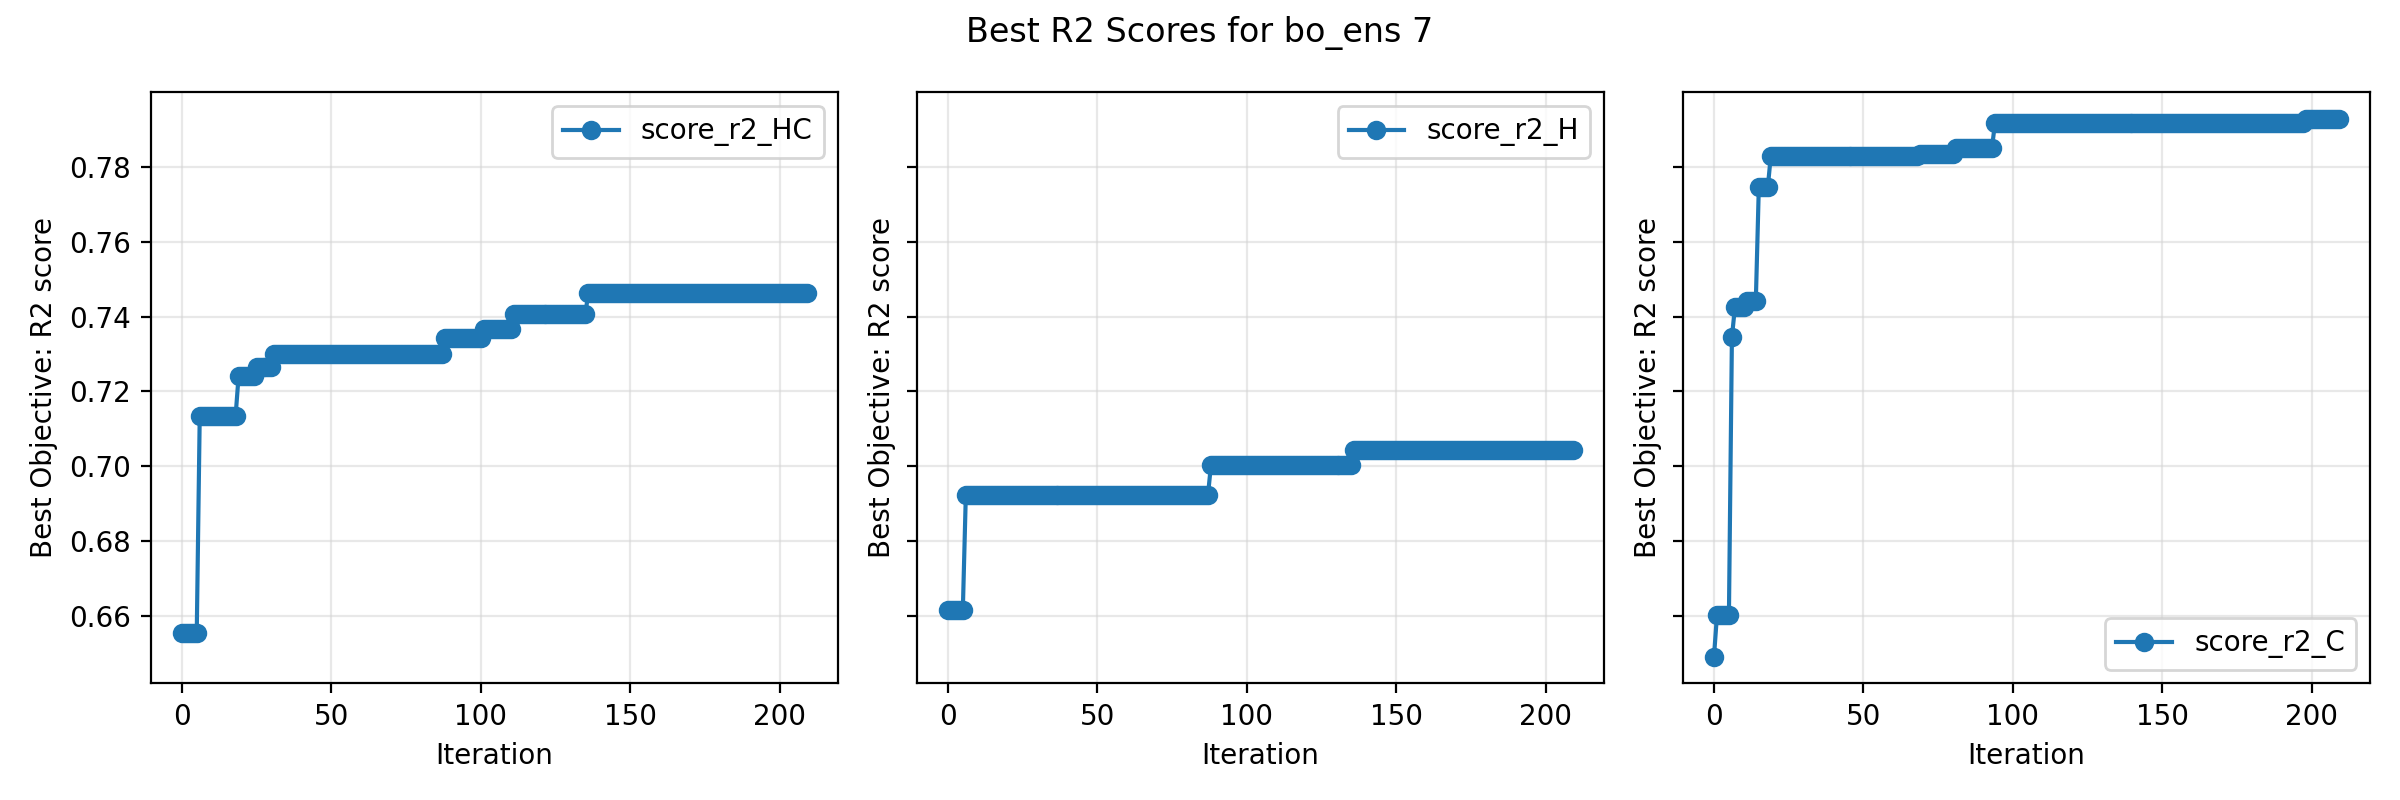 Best R2 Scores for bo_ens 7
Best Objective: R2 score
0.78
0.76
0.74
0.72
0.70
0.68
0.66
score_r2_HC
0 50 100 150 200
Iteration
Best Objective: R2 score
score_r2_H
0 50 100 150 200
Iteration
Best Objective: R2 score
score_r2_C
0 50 100 150 200
Iteration